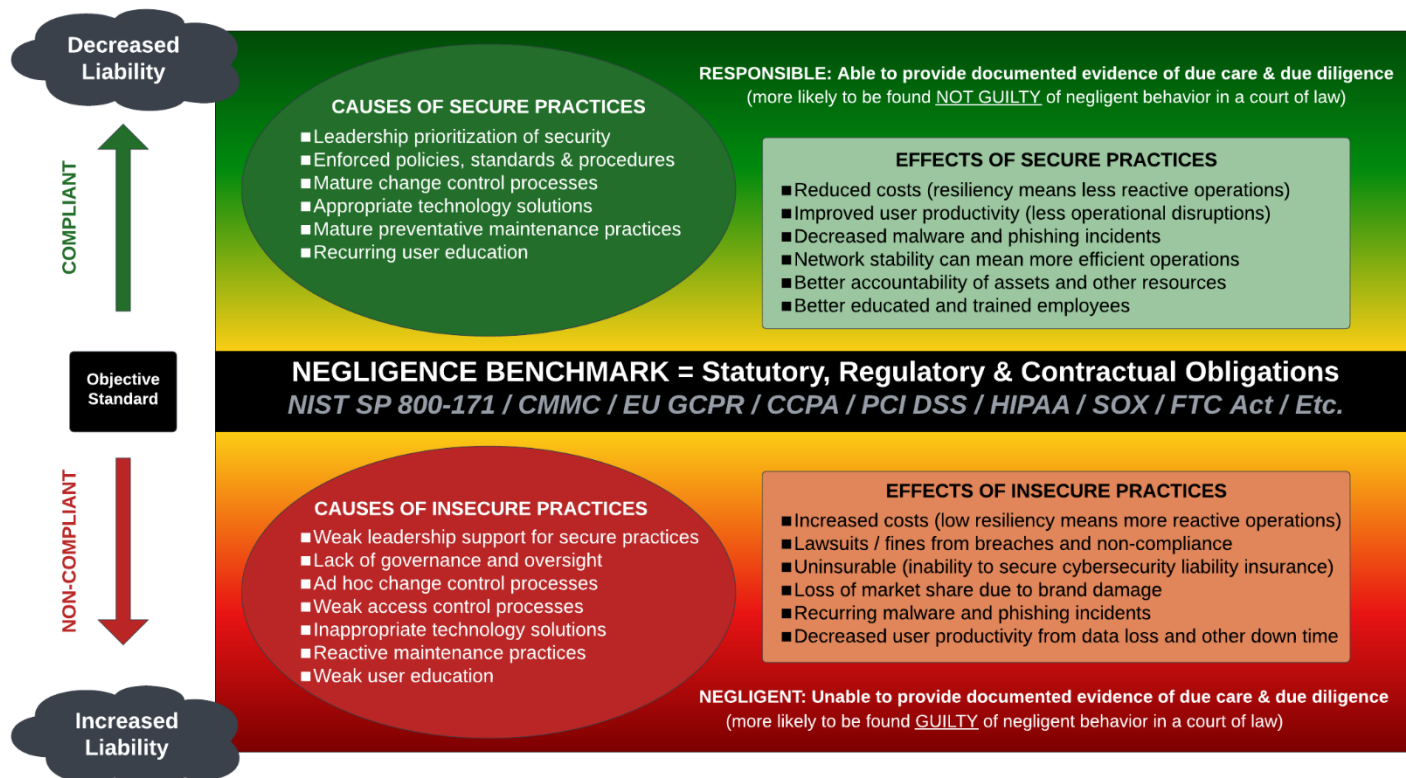 Decreased
Liability
COMPLIANT
Objective
Standard
NON-COMPLIANT
Increased
Liability
CAUSES OF SECURE PRACTICES
■Leadership prioritization of security
■Enforced policies, standards & procedures
■Mature change control processes
■Appropriate technology solutions
■Mature preventative maintenance practices
■Recurring user education
RESPONSIBLE: Able to provide documented evidence of due care & due diligence
(more likely to be found NOT GUILTY of negligent behavior in a court of law)
EFFECTS OF SECURE PRACTICES
■Reduced costs (resiliency means less reactive operations)
■Improved user productivity (less operational disruptions)
■Decreased malware and phishing incidents
■Network stability can mean more efficient operations
■Better accountability of assets and other resources
■Better educated and trained employees
NEGLIGENCE BENCHMARK = Statutory, Regulatory & Contractual Obligations
NIST SP 800-171 / CMMC / EU GCPR / CCPA / PCI DSS / HIPAA / SOX / FTC Act / Etc.
CAUSES OF INSECURE PRACTICES
■Weak leadership support for secure practices
■Lack of governance and oversight
■Ad hoc change control processes
■Weak access control processes
■Inappropriate technology solutions
■Reactive maintenance practices
■Weak user education
EFFECTS OF INSECURE PRACTICES
■Increased costs (low resiliency means more reactive operations)
■Lawsuits / fines from breaches and non-compliance
■Uninsurable (inability to secure cybersecurity liability insurance)
■Loss of market share due to brand damage
■Recurring malware and phishing incidents
■Decreased user productivity from data loss and other down time
NEGLIGENT: Unable to provide documented evidence of due care & due diligence
(more likely to be found GUILTY of negligent behavior in a court of law)